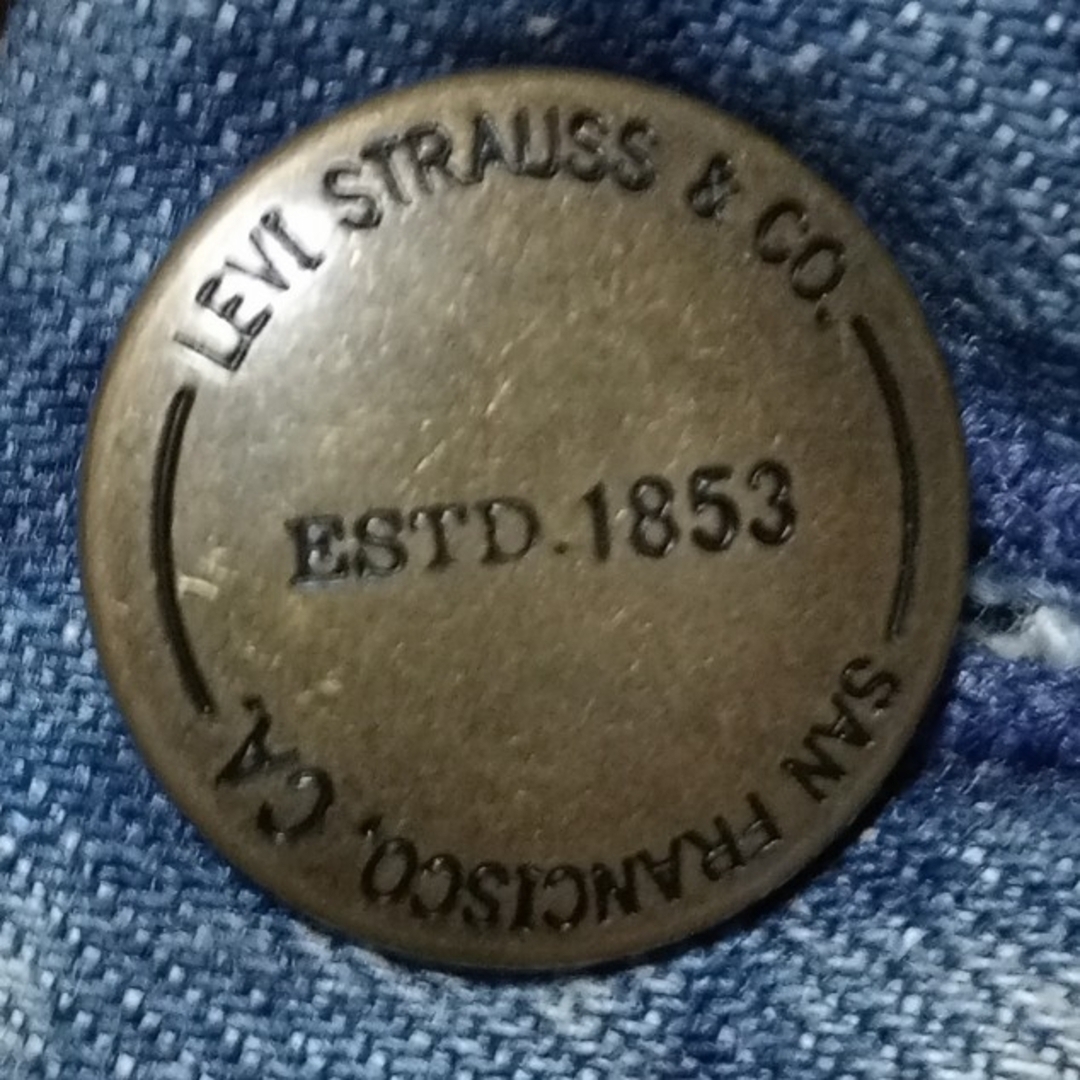 LEVI STRAUSS & CO.
ESTD.1853
SAN FRANCISCO, CA.